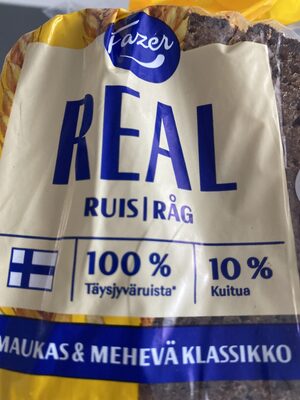 Fazer
REAL
RUIS|RÅG
100 % 10 %
Täysjyväruista* Kuitua
MAUKAS & MEHEVÄ KLASSIKKO